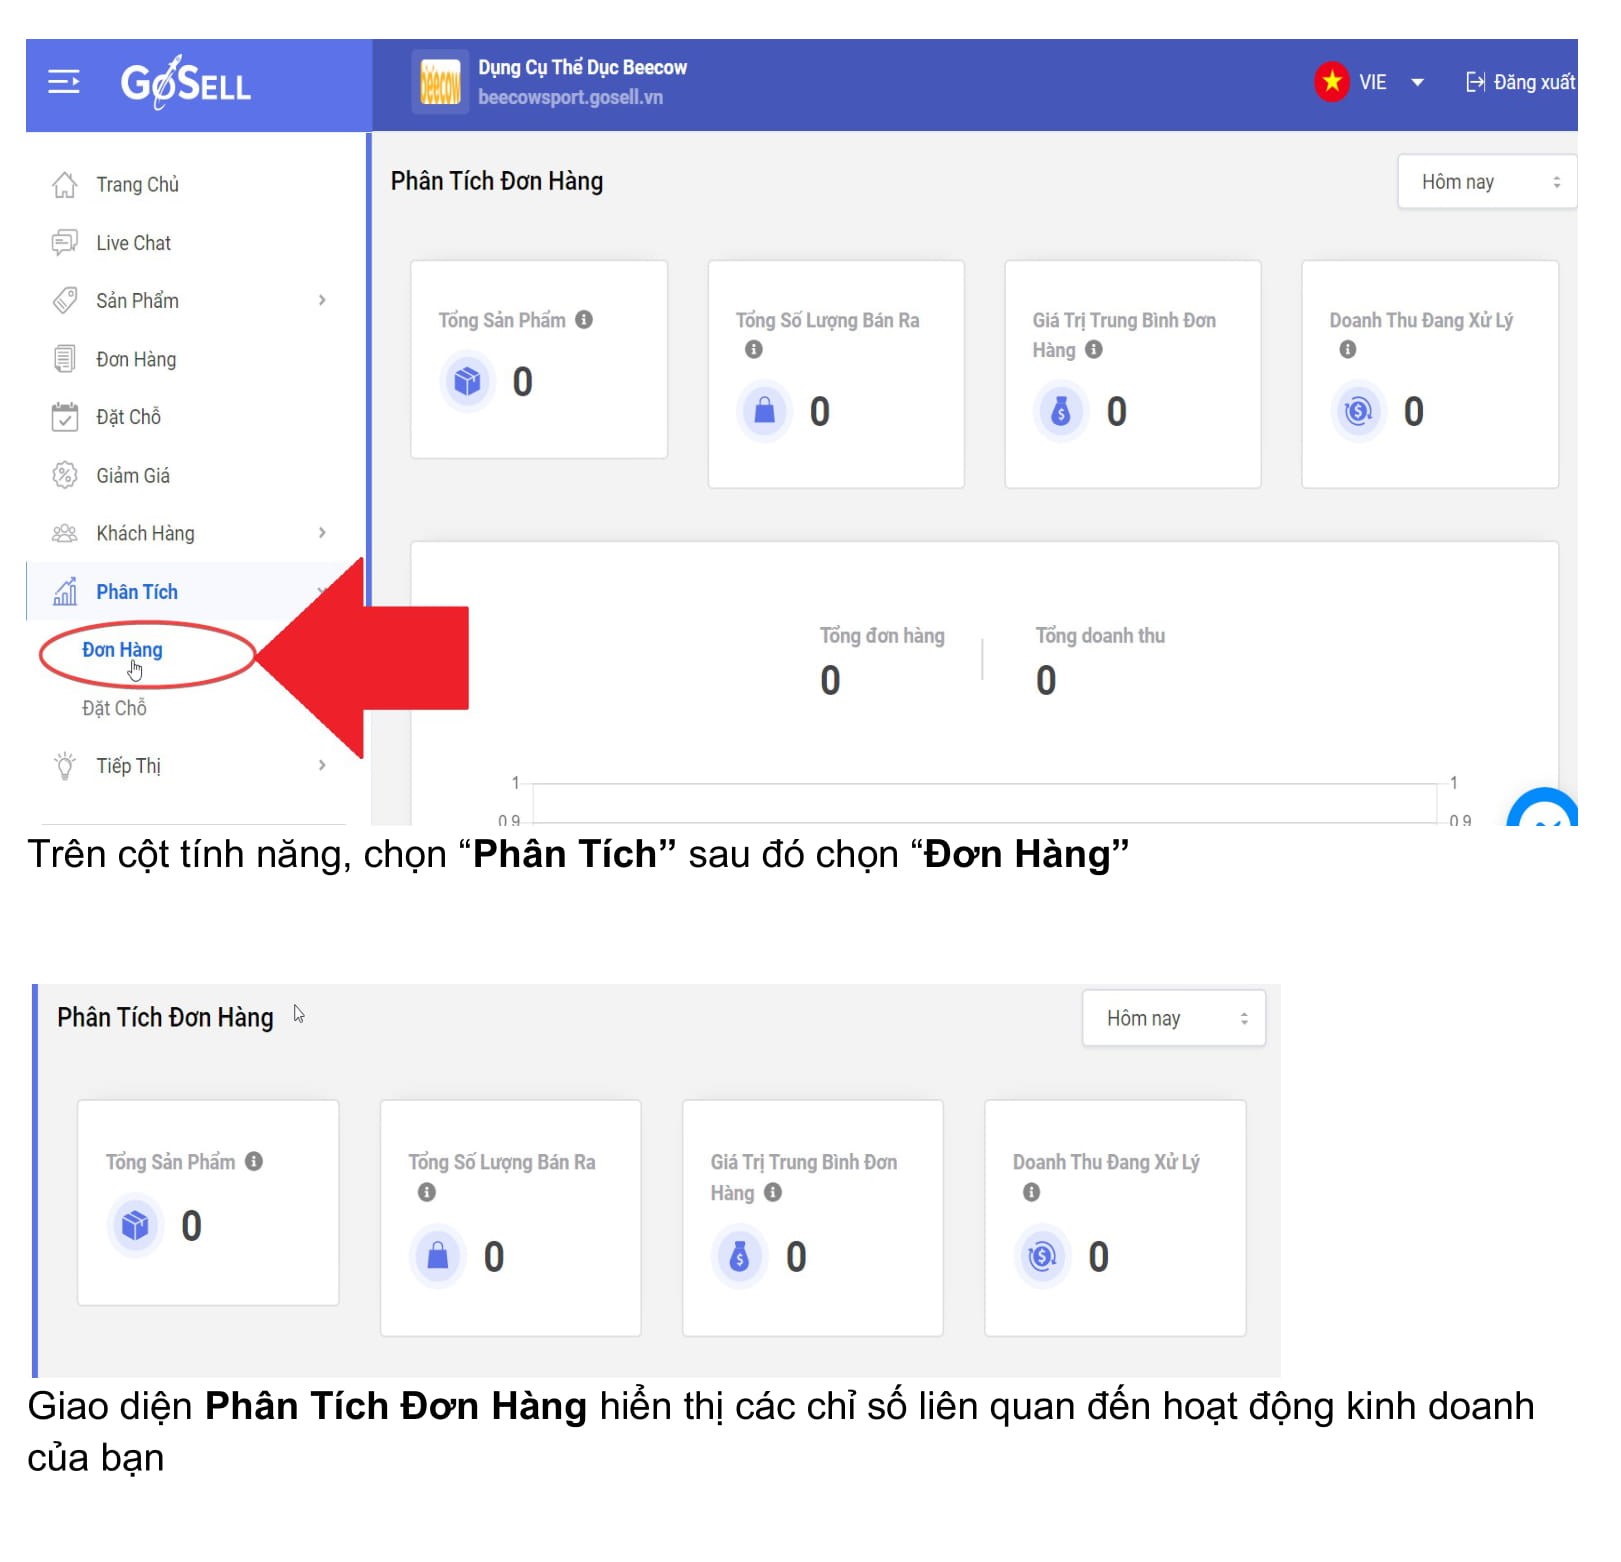 GoSELL
Dụng Cụ Thể Dục Beecow
beecow
beecowsport.gosell.vn
VIE
Đăng xuất
Trang Chủ
Live Chat
Sản Phẩm
Đơn Hàng
Đặt Chỗ
Giảm Giá
Khách Hàng
Phân Tích
Đơn Hàng
Đặt Chỗ
Tiếp Thị
Phân Tích Đơn Hàng
Hôm nay
Tổng Sản Phẩm
0
Tổng Số Lượng Bán Ra
0
Giá Trị Trung Bình Đơn
Hàng
0
Doanh Thu Đang Xử Lý
0
Tổng đơn hàng
0
Tổng doanh thu
0
1
1
0.9
0.9
Trên cột tính năng, chọn “Phân Tích” sau đó chọn “Đơn Hàng”
Phân Tích Đơn Hàng
Hôm nay
Tổng Sản Phẩm
0
Tổng Số Lượng Bán Ra
0
Giá Trị Trung Bình Đơn
Hàng
0
Doanh Thu Đang Xử Lý
0
Giao diện Phân Tích Đơn Hàng hiển thị các chỉ số liên quan đến hoạt động kinh doanh
của bạn